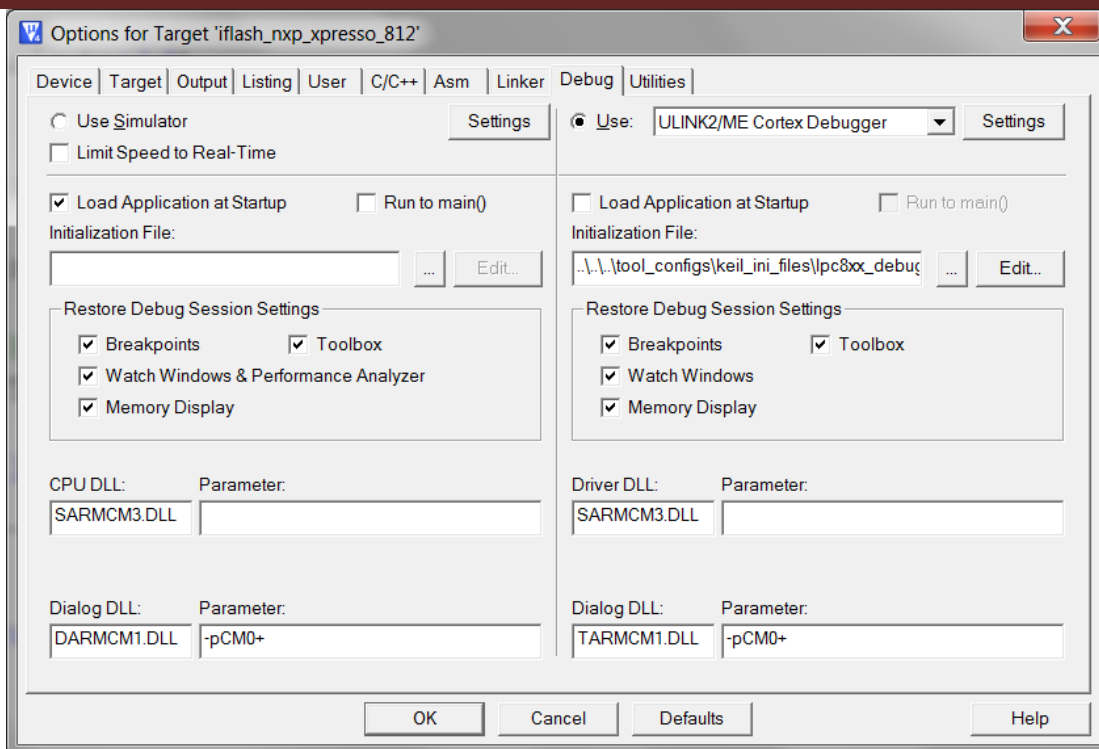 Options for Target 'iflash_nxp_xpresso_812'
Device Target Output Listing User C/C++ Asm Linker Debug Utilities
Use Simulator Settings
Limit Speed to Real-Time
Load Application at Startup Run to main()
Initialization File:
... Edit...
Restore Debug Session Settings
Breakpoints Toolbox
Watch Windows & Performance Analyzer
Memory Display
CPU DLL: Parameter:
SARMCM3.DLL
Dialog DLL: Parameter:
DARMCM1.DLL -pCM0+
Use: ULINK2/ME Cortex Debugger Settings
Load Application at Startup Run to main()
Initialization File:
..\..\..\tool_configs\keil_ini_files\lpc8xx_debug ... Edit...
Restore Debug Session Settings
Breakpoints Toolbox
Watch Windows
Memory Display
Driver DLL: Parameter:
SARMCM3.DLL
Dialog DLL: Parameter:
TARMCM1.DLL -pCM0+
OK Cancel Defaults Help